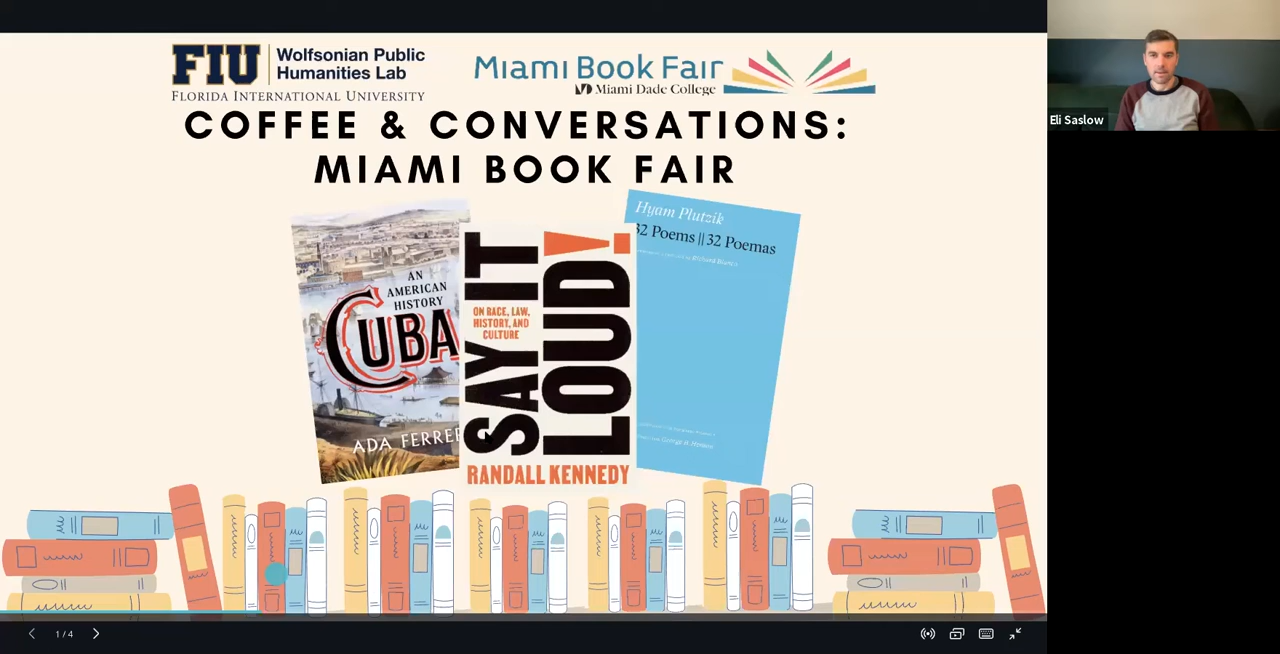 FIU
Wolfsonian Public
Humanities Lab
FLORIDA INTERNATIONAL UNIVERSITY
Miami Book Fair
Miami Dade College
COFFEE & CONVERSATIONS:
MIAMI BOOK FAIR
AN
AMERICAN
HISTORY
CUBA
ADA FERRER
SAY IT
LOUD!
ON RACE, LAW,
HISTORY, AND
CULTURE
RANDALL KENNEDY
Hyam Plutzik
32 Poems || 32 Poemas
1/4
Eli Saslow